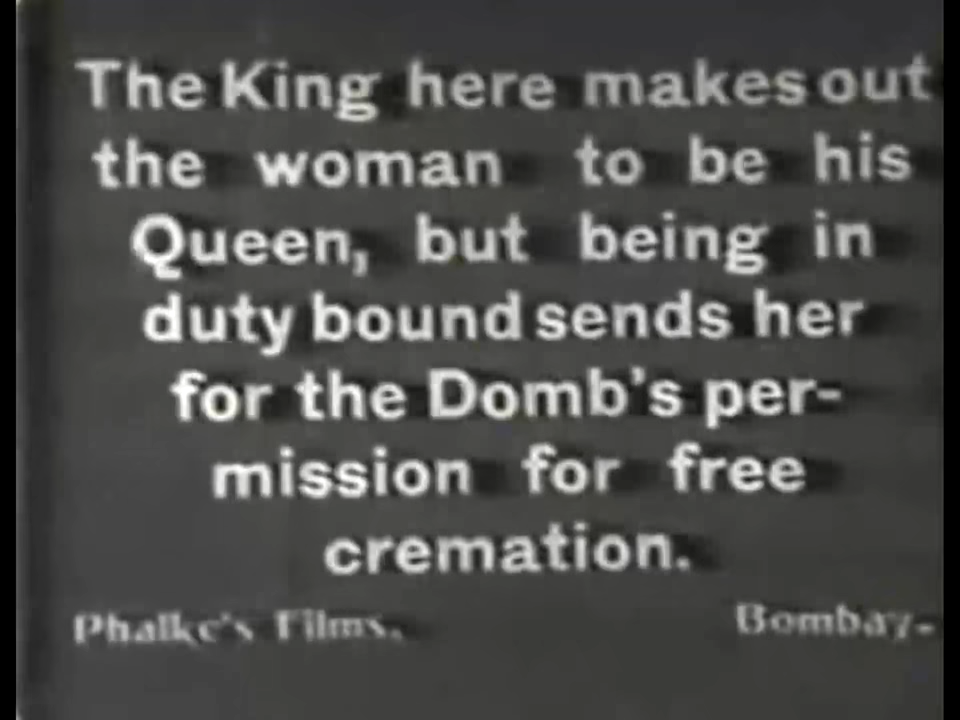 The King here makes out
the woman to be his
Queen, but being in
duty bound sends her
for the Domb's per-
mission for free
cremation.
Phalke's Films. Bombay.